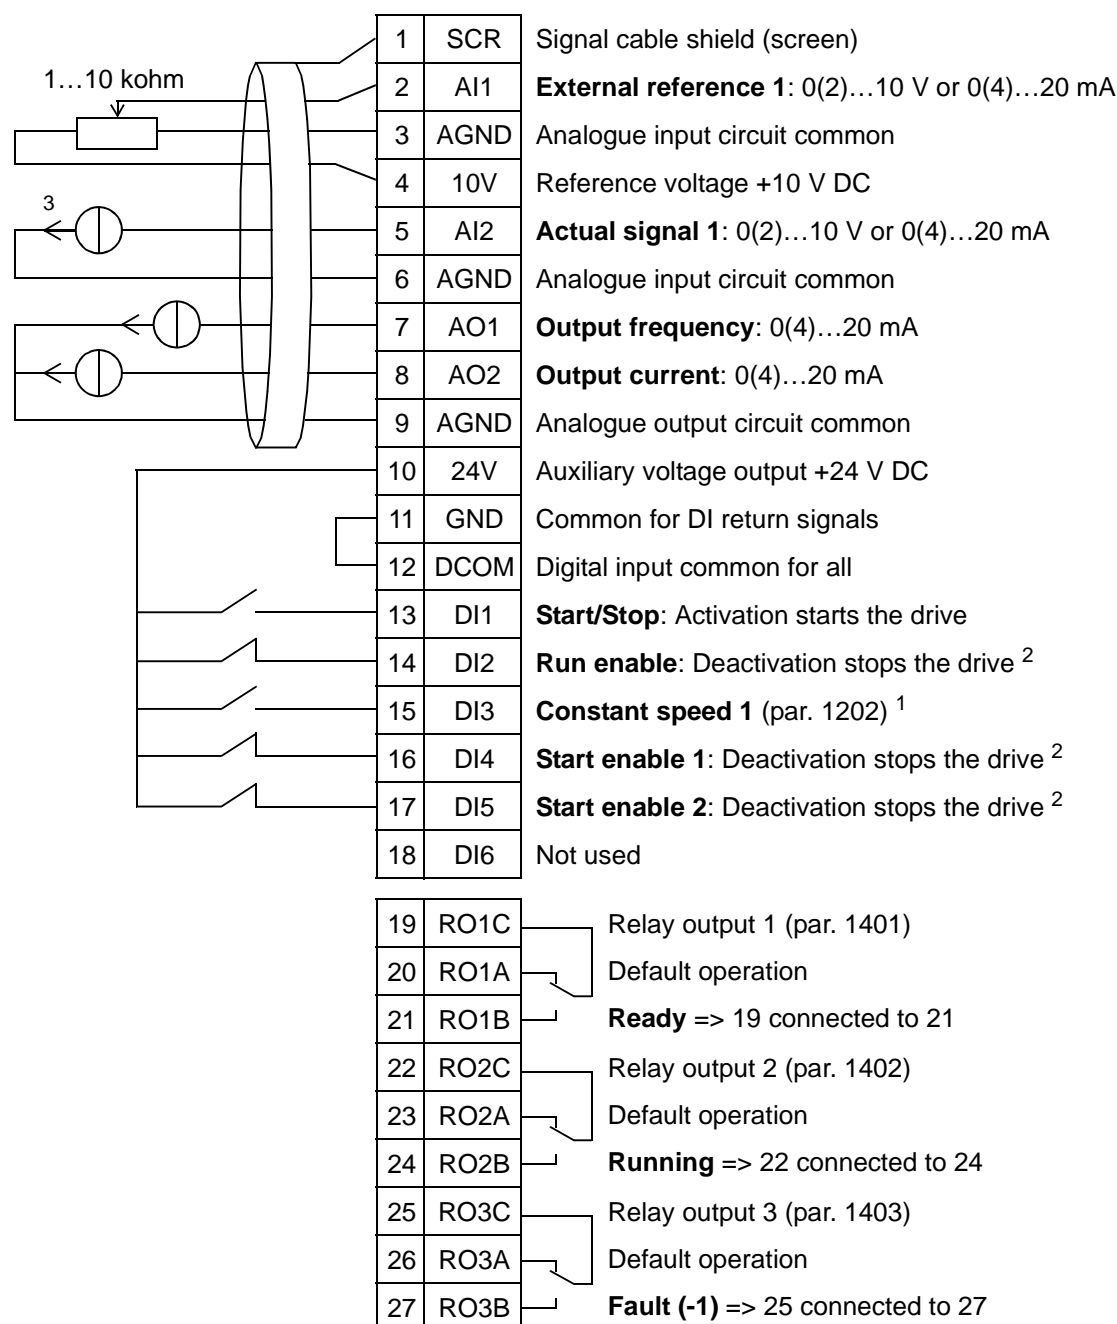 1 SCR Signal cable shield (screen)
1…10 kohm
2 AI1 External reference 1: 0(2)…10 V or 0(4)…20 mA
3 AGND Analogue input circuit common
4 10V Reference voltage +10 V DC
3
5 AI2 Actual signal 1: 0(2)…10 V or 0(4)…20 mA
6 AGND Analogue input circuit common
7 AO1 Output frequency: 0(4)…20 mA
8 AO2 Output current: 0(4)…20 mA
9 AGND Analogue output circuit common
10 24V Auxiliary voltage output +24 V DC
11 GND Common for DI return signals
12 DCOM Digital input common for all
13 DI1 Start/Stop: Activation starts the drive
14 DI2 Run enable: Deactivation stops the drive 2
15 DI3 Constant speed 1 (par. 1202) 1
16 DI4 Start enable 1: Deactivation stops the drive 2
17 DI5 Start enable 2: Deactivation stops the drive 2
18 DI6 Not used
19 RO1C Relay output 1 (par. 1401)
20 RO1A Default operation
21 RO1B Ready => 19 connected to 21
22 RO2C Relay output 2 (par. 1402)
23 RO2A Default operation
24 RO2B Running => 22 connected to 24
25 RO3C Relay output 3 (par. 1403)
26 RO3A Default operation
27 RO3B Fault (-1) => 25 connected to 27